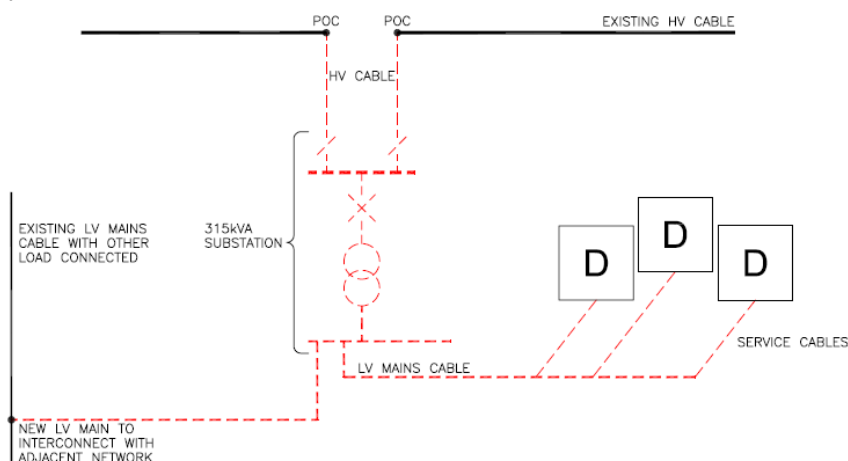 POC
POC
EXISTING HV CABLE
HV CABLE
EXISTING LV MAINS
CABLE WITH OTHER
LOAD CONNECTED
315kVA
SUBSTATION
D
D
D
SERVICE CABLES
LV MAINS CABLE
NEW LV MAIN TO
INTERCONNECT WITH
ADJACENT NETWORK